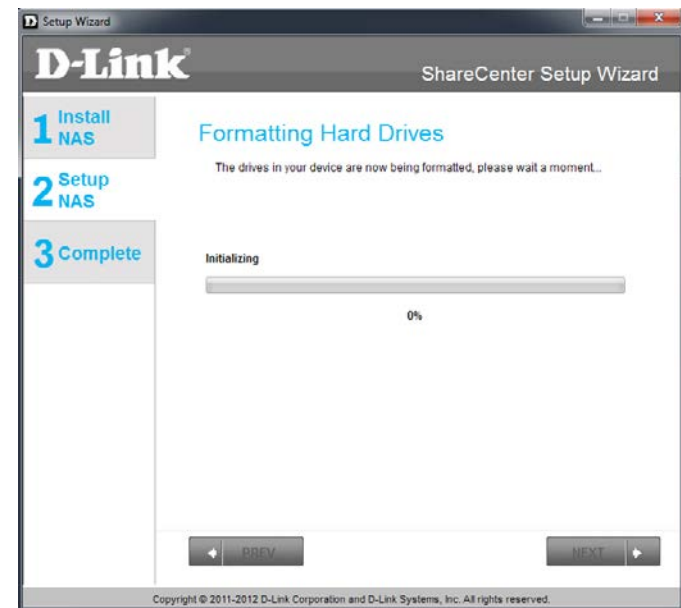 Setup Wizard
D-Link®
ShareCenter Setup Wizard
1 Install
NAS
2 Setup
NAS
3 Complete
Formatting Hard Drives
The drives in your device are now being formatted, please wait a moment...
Initializing
0%
PREV
NEXT
Copyright © 2011-2012 D-Link Corporation and D-Link Systems, Inc. All rights reserved.